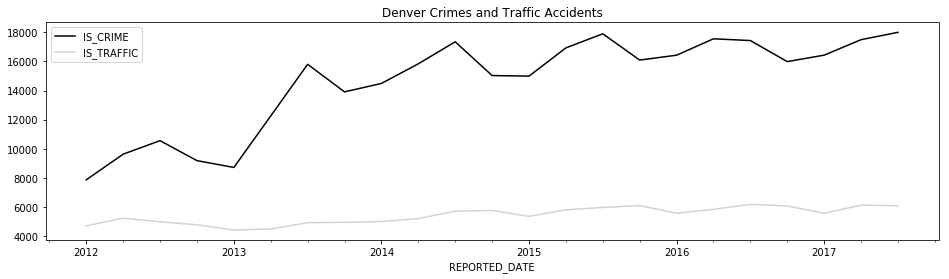 Denver Crimes and Traffic Accidents
IS_CRIME
IS_TRAFFIC
18000
16000
14000
12000
10000
8000
6000
4000
2012 2013 2014 2015 2016 2017
REPORTED_DATE